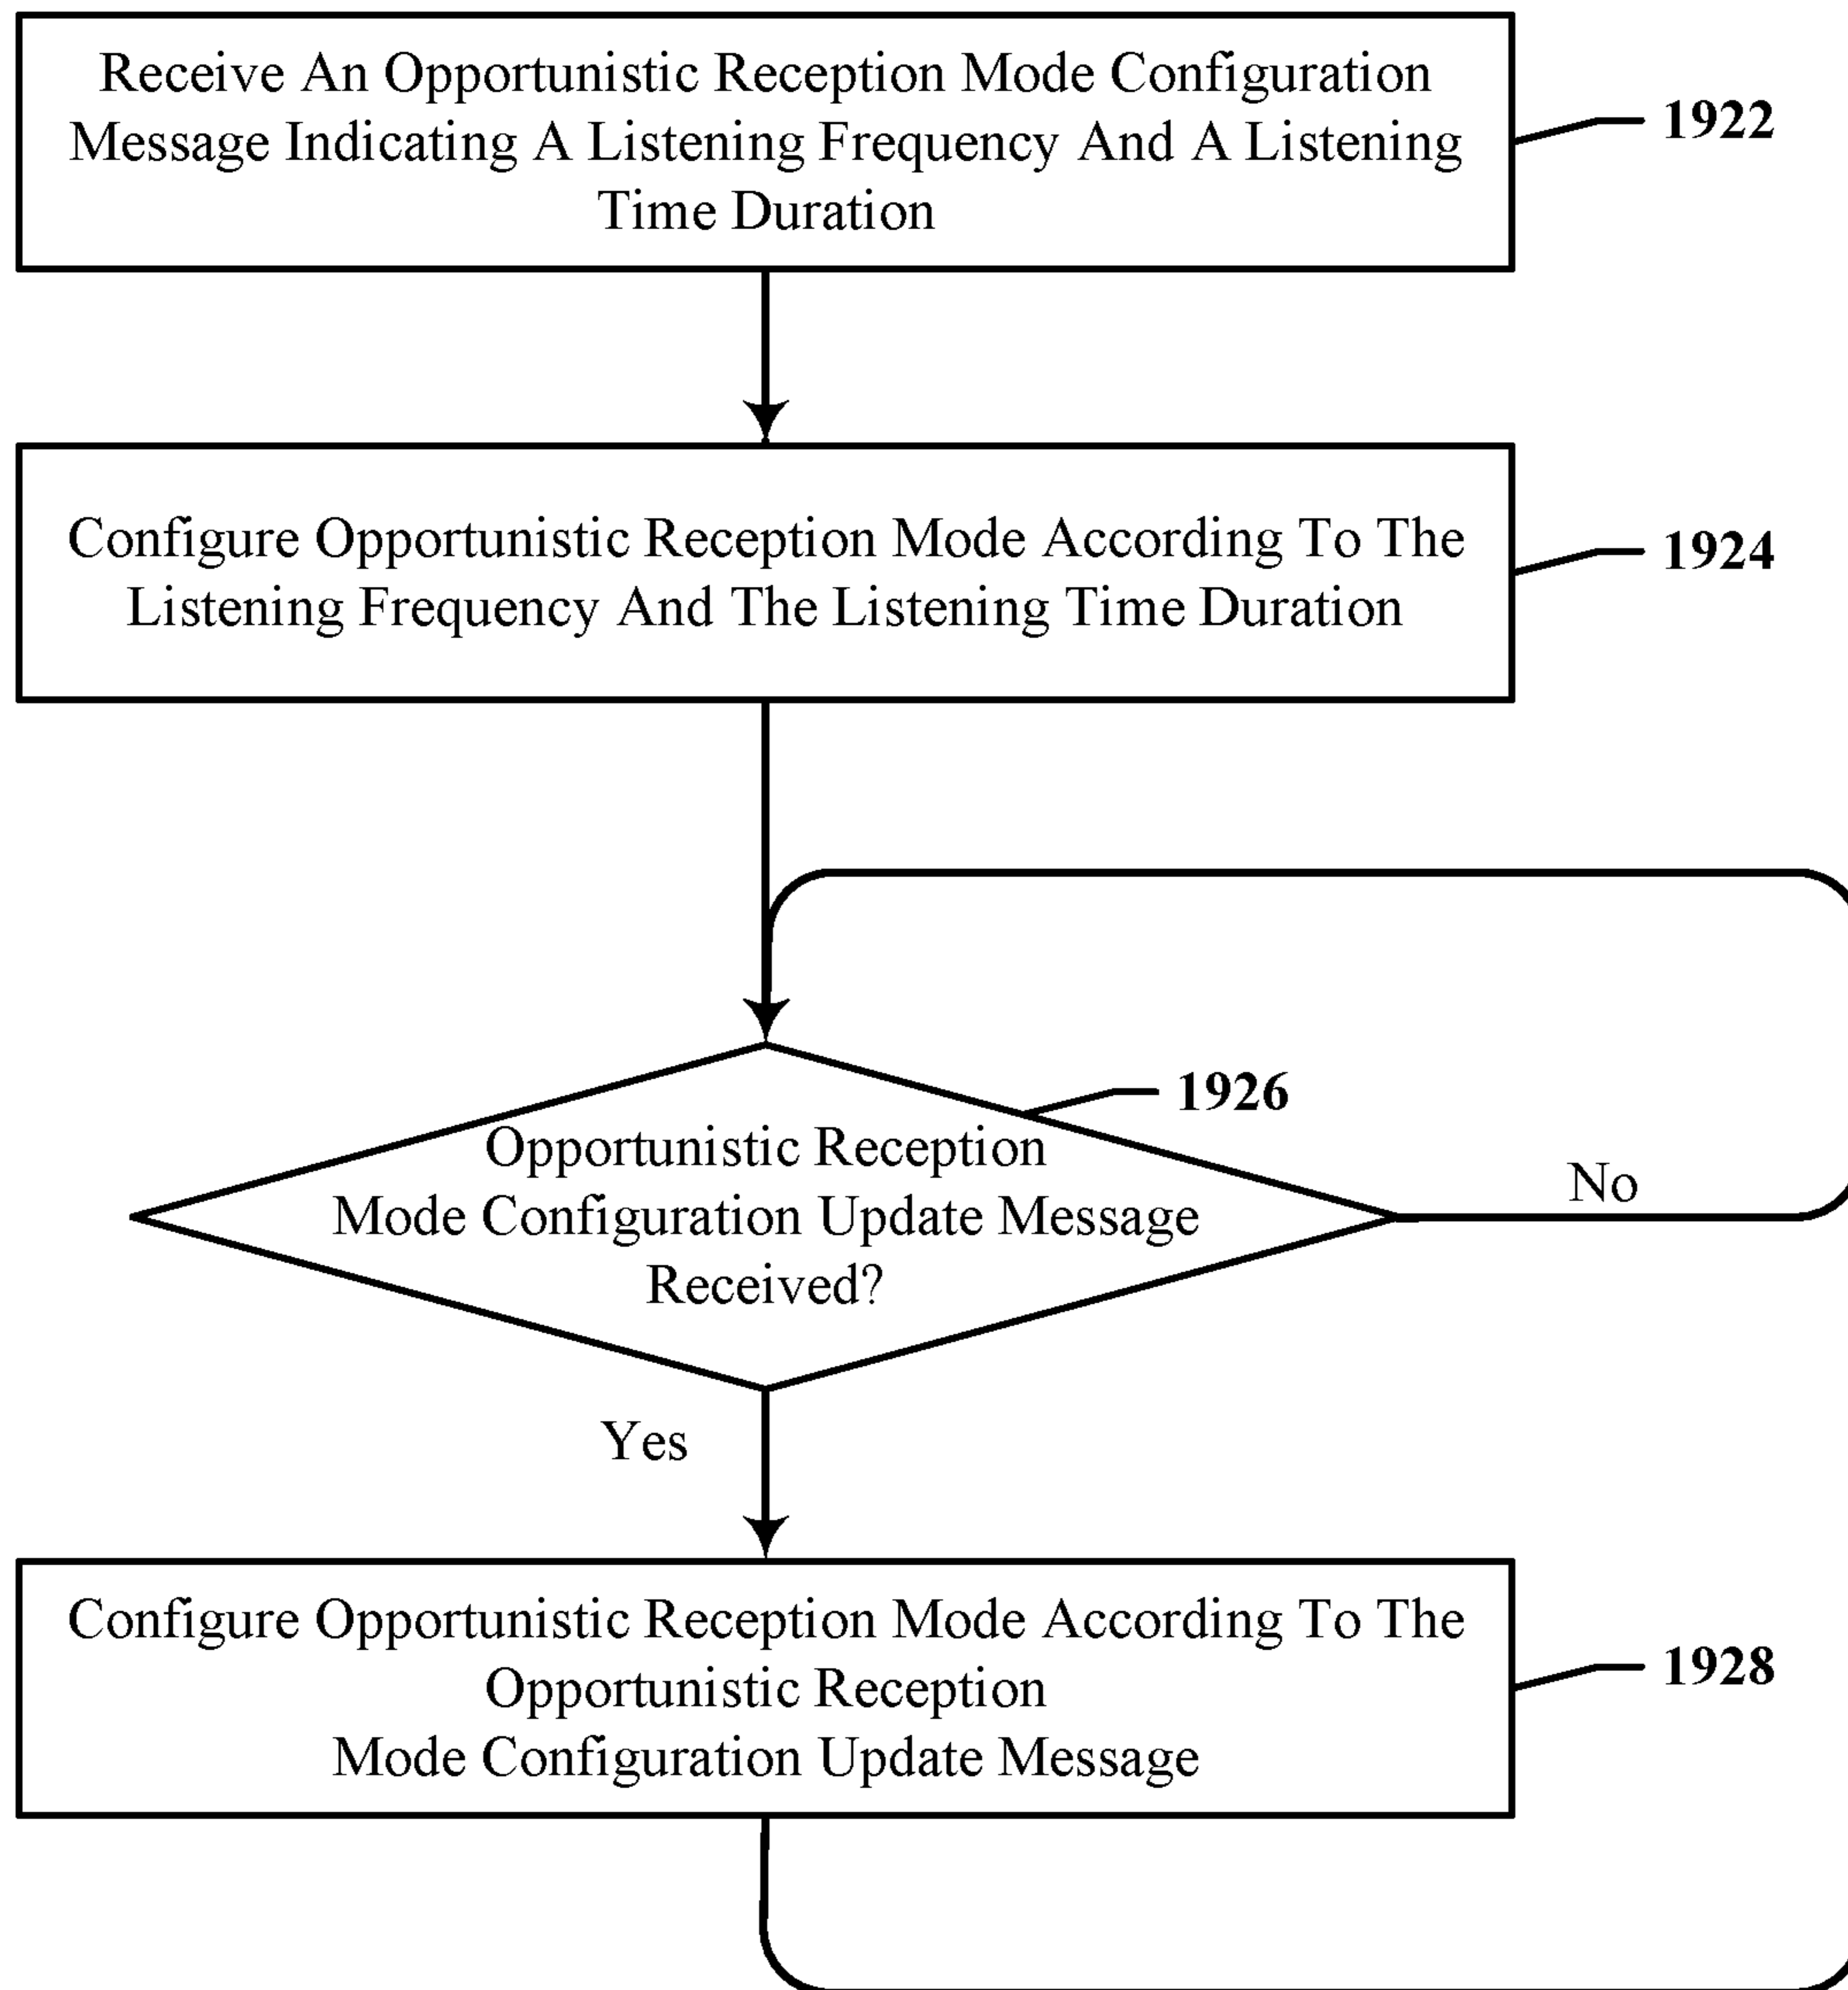 Receive An Opportunistic Reception Mode Configuration
Message Indicating A Listening Frequency And A Listening
Time Duration
1922
Configure Opportunistic Reception Mode According To The
Listening Frequency And The Listening Time Duration
1924
1926
Opportunistic Reception
Mode Configuration Update Message
Received?
No
Yes
Configure Opportunistic Reception Mode According To The
Opportunistic Reception
Mode Configuration Update Message
1928